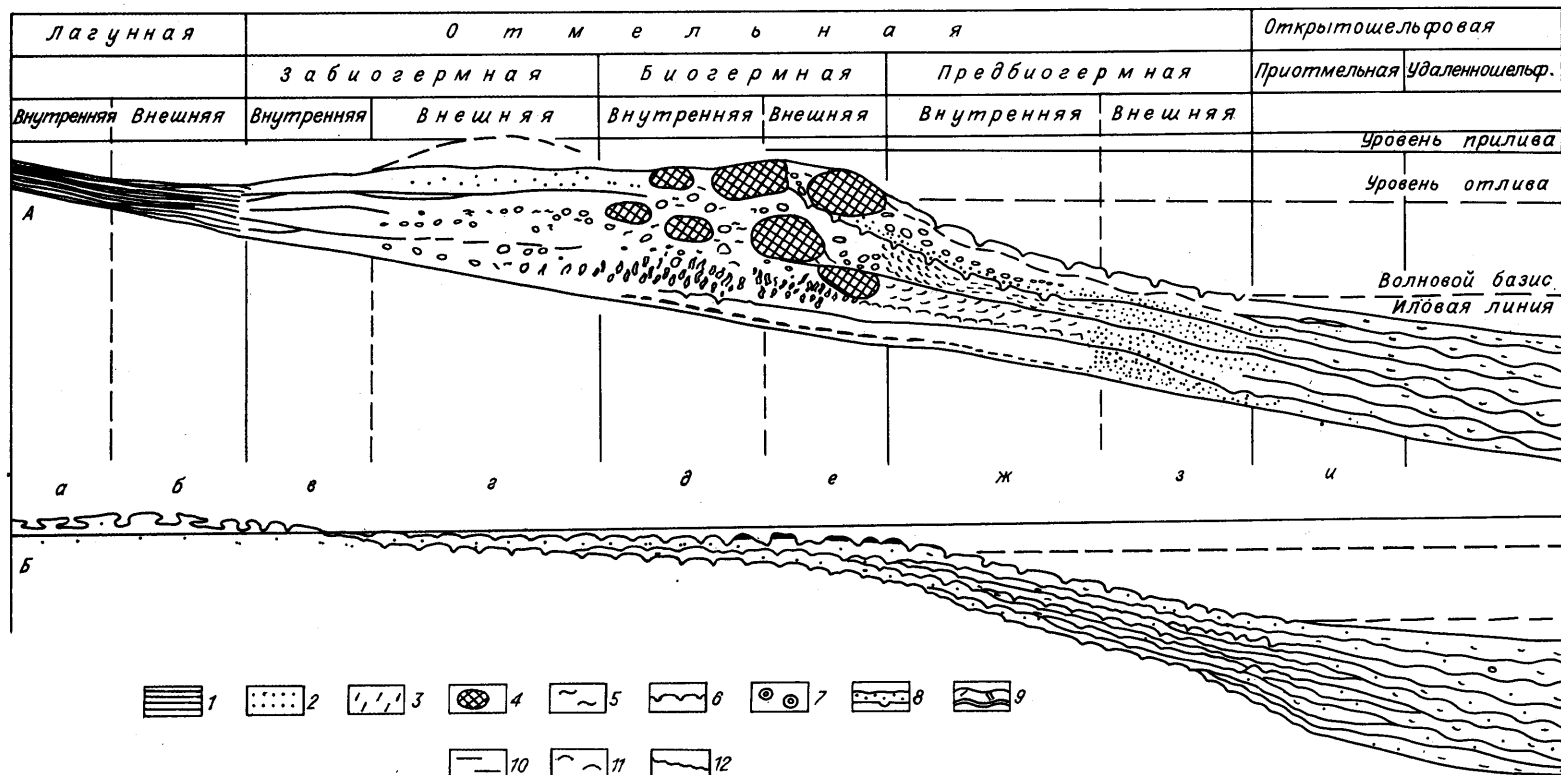 Лагунная Отмельная Открытошельфовая
Забиогермная Биогермная Предбиогермная Приотмельная Удаленношельф.
Внутренняя Внешняя Внутренняя Внешняя Внутренняя Внешняя Внутренняя Внешняя
Уровень прилива
Уровень отлива
А
Волновой базис
Иловая линия
а б в г д е ж з и
Б
1 2 3 4 5 6 7 8 9
10 11 12